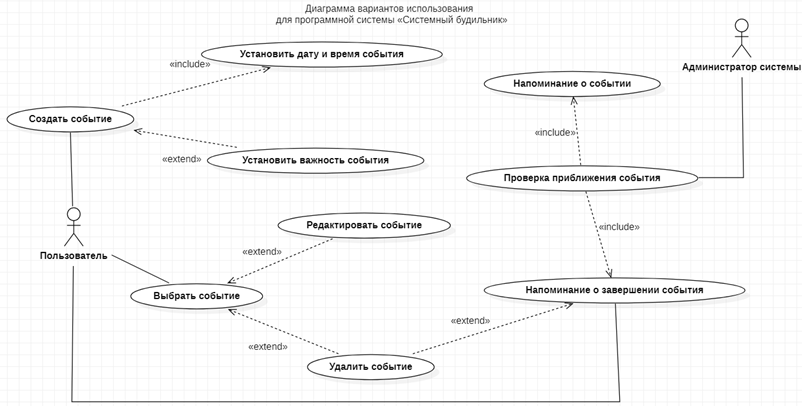 Диаграмма вариантов использования
для программной системы «Системный будильник»
Установить дату и время события
«include»
Администратор системы
Напоминание о событии
Создать событие
«include»
«extend»
Установить важность события
Проверка приближения события
Редактировать событие
«include»
«extend»
Пользователь
Выбрать событие
Напоминание о завершении события
«extend»
«extend»
Удалить событие